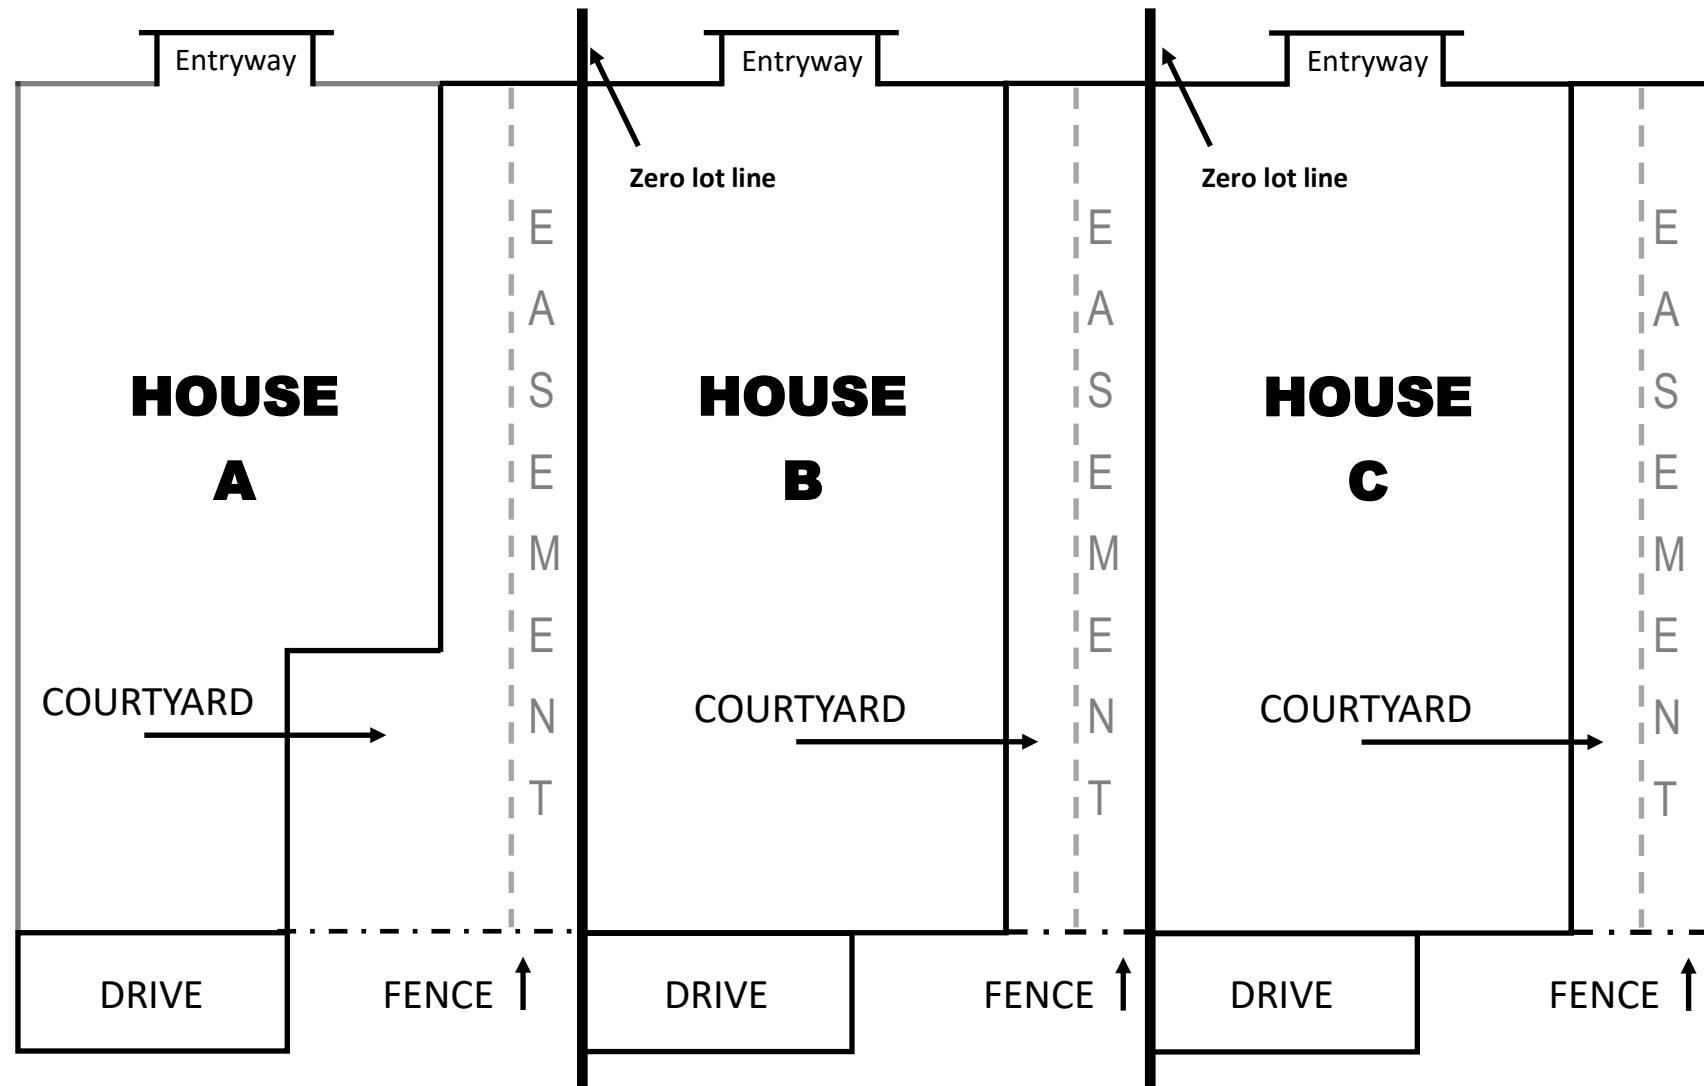 Entryway
Entryway
Entryway
Zero lot line
Zero lot line
E
A
S
E
M
E
N
T
E
A
S
E
M
E
N
T
E
A
S
E
M
E
N
T
HOUSE
A
HOUSE
B
HOUSE
C
COURTYARD
COURTYARD
COURTYARD
DRIVE
FENCE
DRIVE
FENCE
DRIVE
FENCE